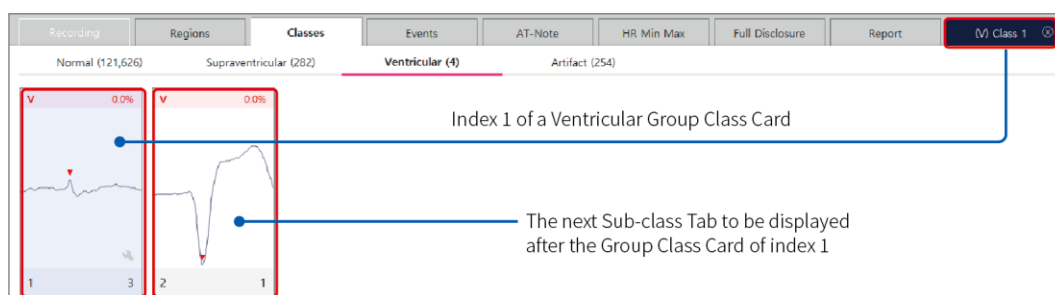 Recording Regions Classes Events AT-Note HR Min Max Full Disclosure Report (V) Class 1
Normal (121,626) Supraventricular (282) Ventricular (4) Artifact (254)
V 0.0% V 0.0%
Index 1 of a Ventricular Group Class Card
The next Sub-class Tab to be displayed
after the Group Class Card of index 1
1 3 2 1